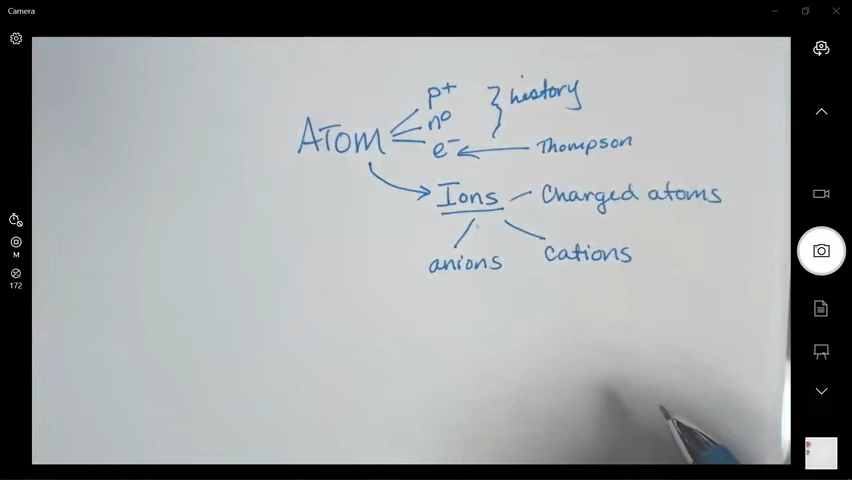 Camera
p+
history
ATOM
n0
e-
Thompson
Ions
Charged atoms
anions
cations
M
172